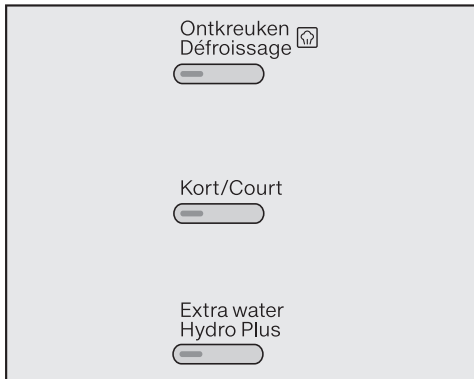 Ontkreuken
Défroissage
Kort/Court
Extra water
Hydro Plus